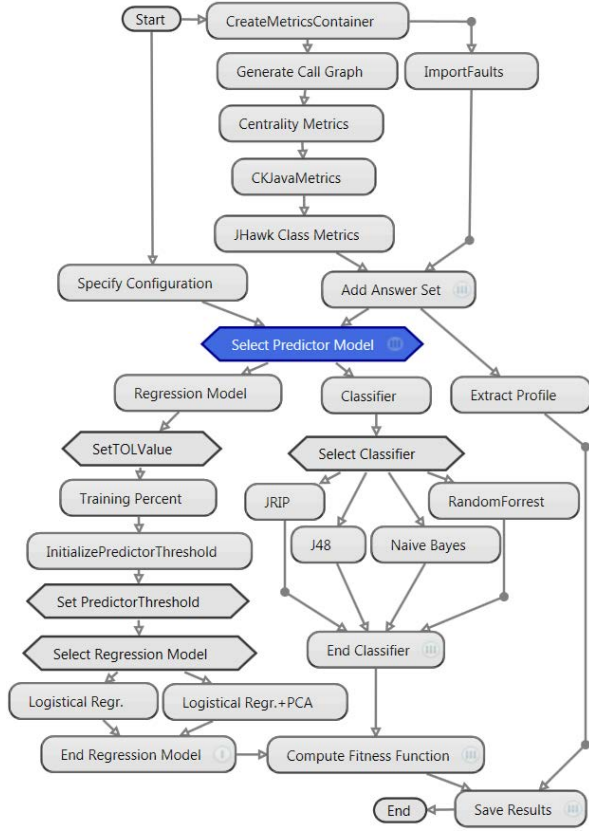 Start
CreateMetricsContainer
Generate Call Graph
ImportFaults
Centrality Metrics
CKJavaMetrics
JHawk Class Metrics
Specify Configuration
Add Answer Set
Select Predictor Model
Regression Model
Classifier
Extract Profile
SetTOLValue
Select Classifier
Training Percent
JRIP
RandomForrest
InitializePredictorThreshold
J48
Naive Bayes
Set PredictorThreshold
Select Regression Model
End Classifier
Logistical Regr.
Logistical Regr.+PCA
End Regression Model
Compute Fitness Function
End
Save Results